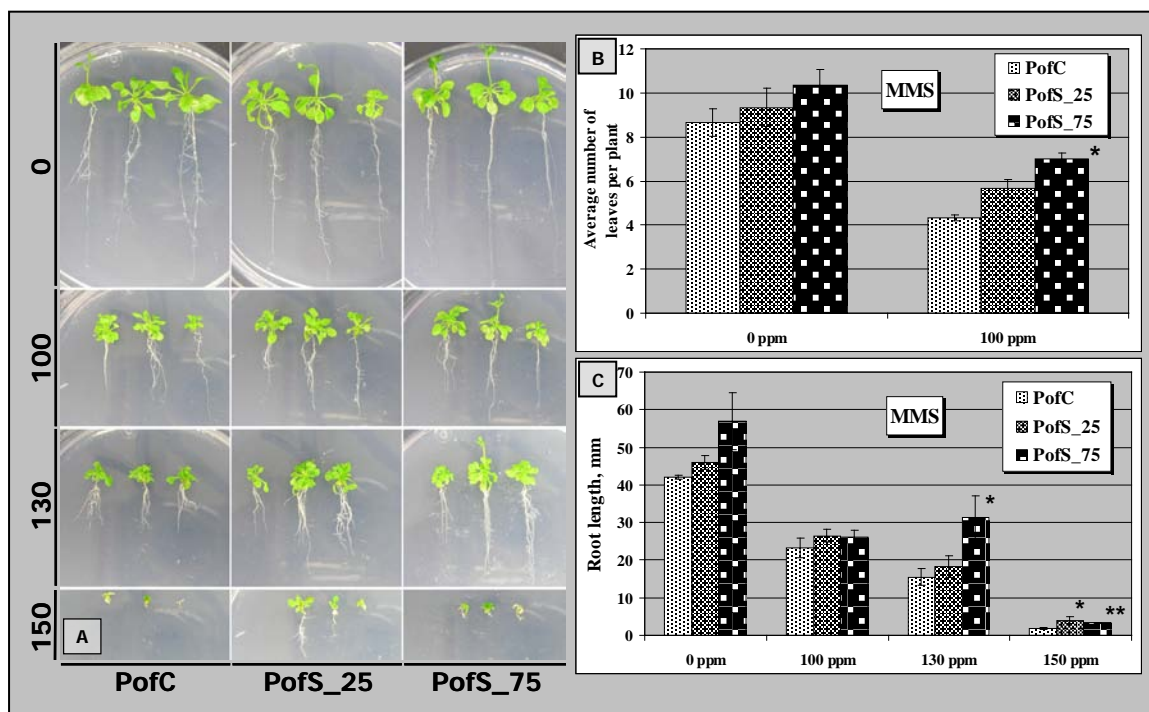 0
100
130
150
A
PofC PofS_25 PofS_75
B
MMS
PofC
PofS_25
PofS_75
Average number of
leaves per plant
12
10
8
6
4
2
0
*
0 ppm 100 ppm
C
MMS
PofC
PofS_25
PofS_75
Root length, mm
70
60
50
40
30
20
10
0
*
* **
0 ppm 100 ppm 130 ppm 150 ppm